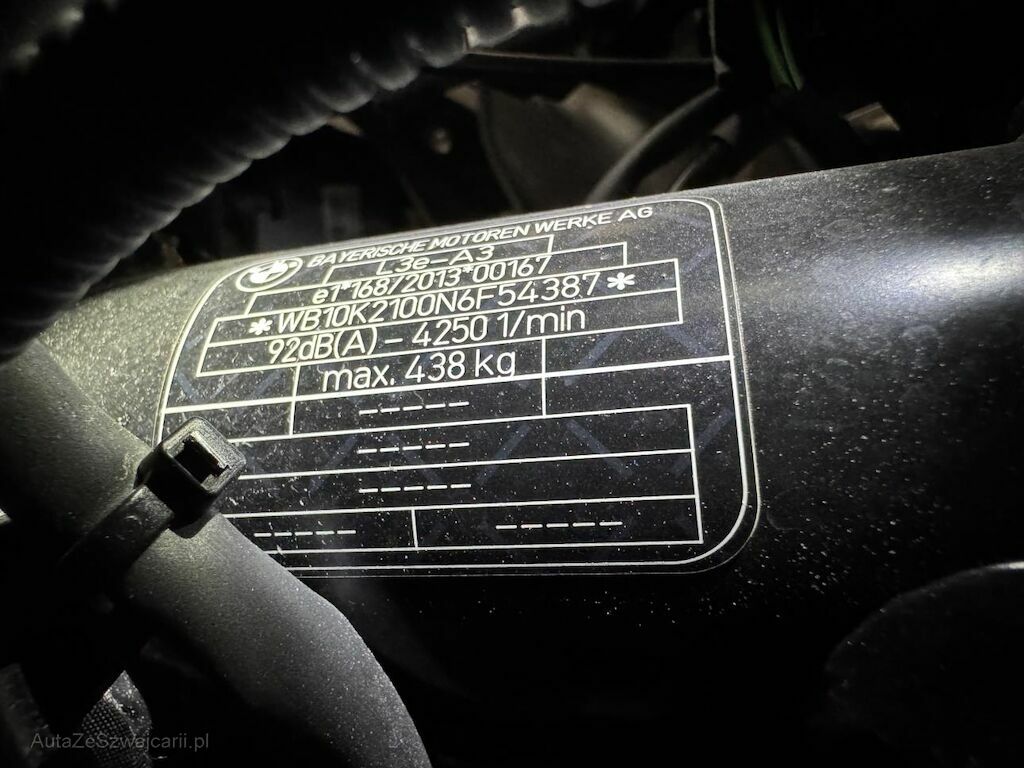 BAYERISCHE MOTOREN WERKE AG
L3e-A3
e1*168/2013*00167
*WB10K2100N6F54387*
92dB(A) - 4250 1/min
max. 438 kg
-----
-----
-----
----- -----
AutaZeSzwajcarii.pl